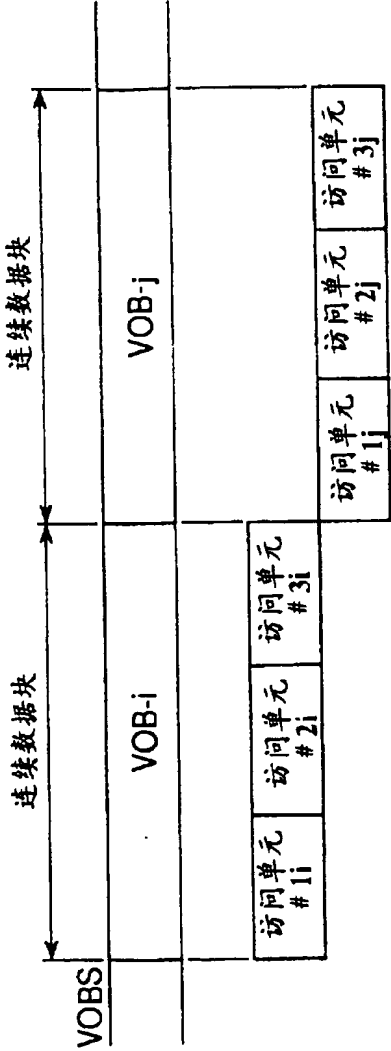 连续数据块
连续数据块
VOBS
VOB-i
VOB-j
访问单元
# 1i
访问单元
# 2i
访问单元
# 3i
访问单元
# 1j
访问单元
# 2j
访问单元
# 3j